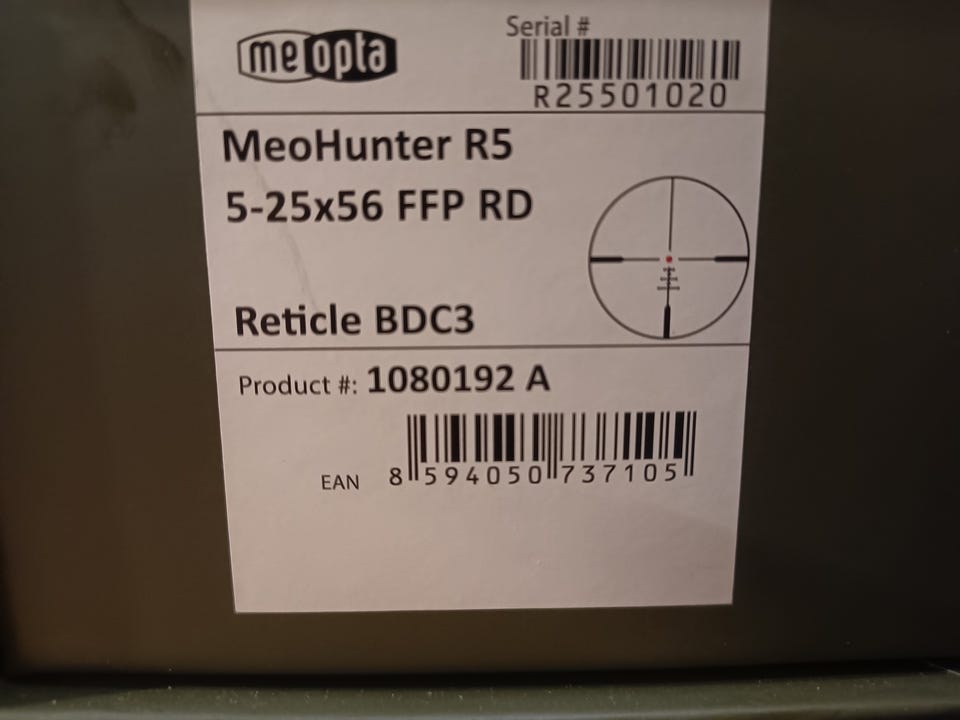 meopta
Serial #
R25501020
MeoHunter R5
5-25x56 FFP RD
Reticle BDC3
Product #: 1080192 A
EAN 8 594050 737105